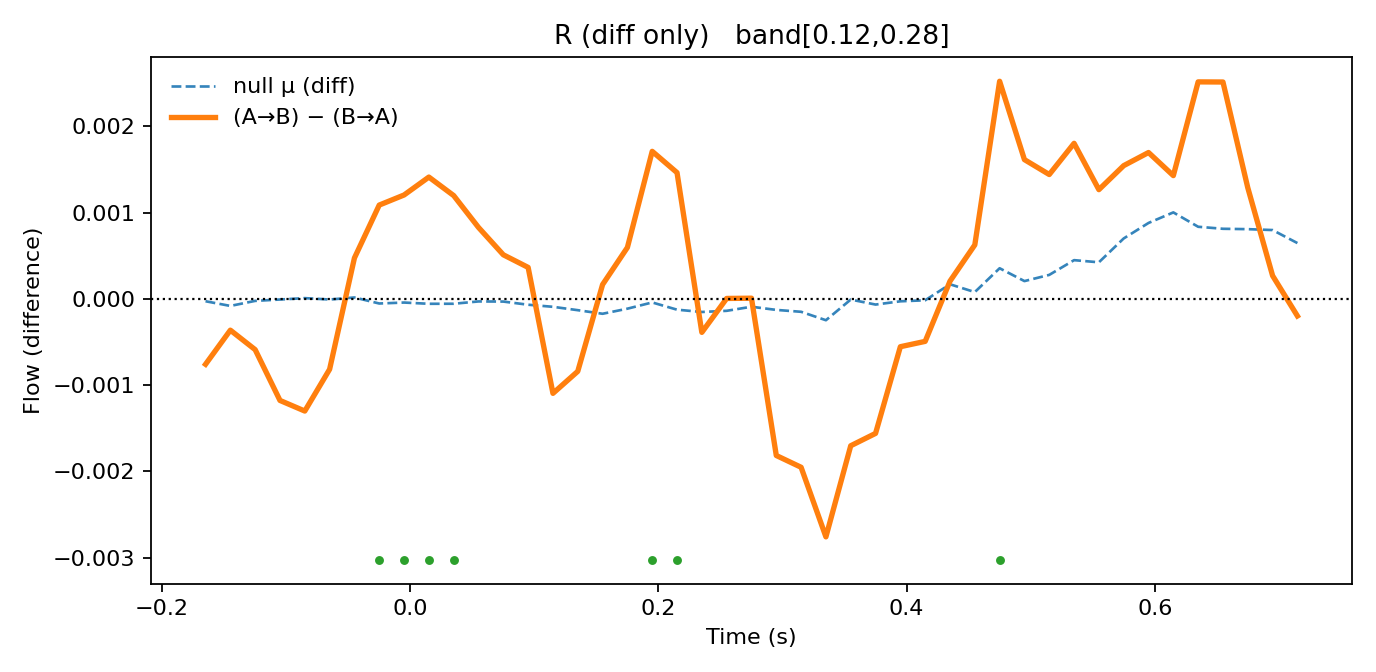 R (diff only)   band[0.12,0.28]
null μ (diff)
(A→B) − (B→A)
Flow (difference)
0.002
0.001
0.000
−0.001
−0.002
−0.003
−0.2
0.0
0.2
0.4
0.6
Time (s)